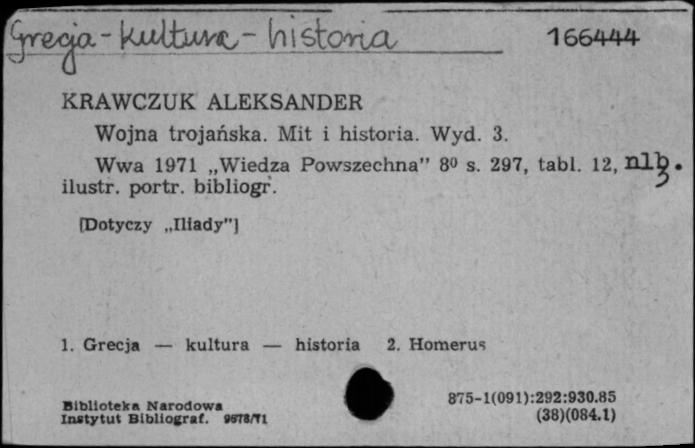 Grecja - kultura - historia 166444
KRAWCZUK ALEKSANDER
Wojna trojańska. Mit i historia. Wyd. 3.
Wwa 1971 „Wiedza Powszechna” 8⁰ s. 297, tabl. 12, nlb.
ilustr. portr. bibliogr.
[Dotyczy „Iliady”]
1. Grecja — kultura — historia 2. Homerus
Biblioteka Narodowa 875-1(091):292:930.85
Instytut Bibliograf. 9678/71 (38)(084.1)